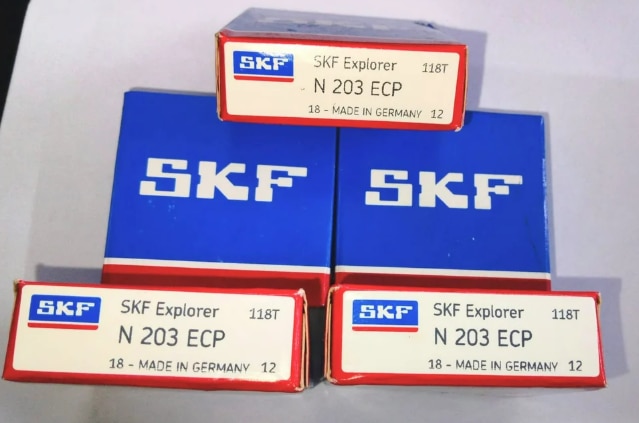 SKF
SKF Explorer 118T
N 203 ECP
18 - MADE IN GERMANY 12
SKF
SKF
SKF
SKF Explorer 118T
N 203 ECP
18 - MADE IN GERMANY 12
SKF
SKF Explorer 118T
N 203 ECP
18 - MADE IN GERMANY 12